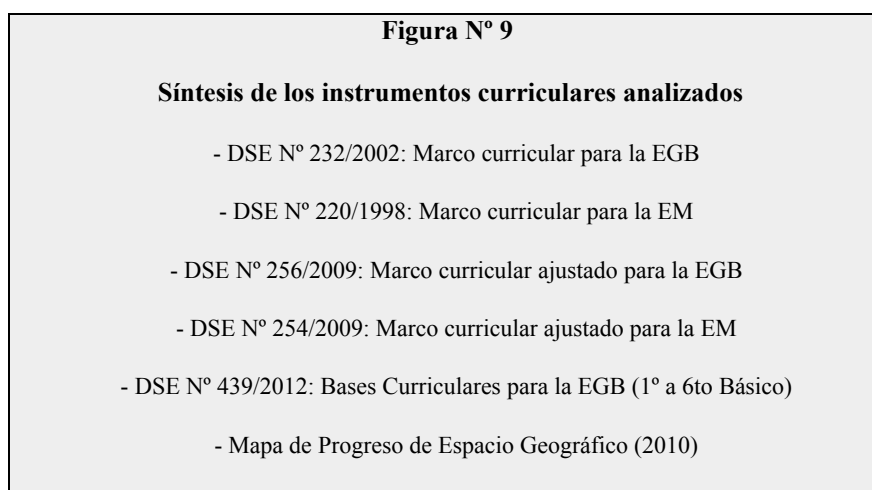 Figura Nº 9
Síntesis de los instrumentos curriculares analizados
- DSE Nº 232/2002: Marco curricular para la EGB
- DSE Nº 220/1998: Marco curricular para la EM
- DSE Nº 256/2009: Marco curricular ajustado para la EGB
- DSE Nº 254/2009: Marco curricular ajustado para la EM
- DSE Nº 439/2012: Bases Curriculares para la EGB (1º a 6to Básico)
- Mapa de Progreso de Espacio Geográfico (2010)